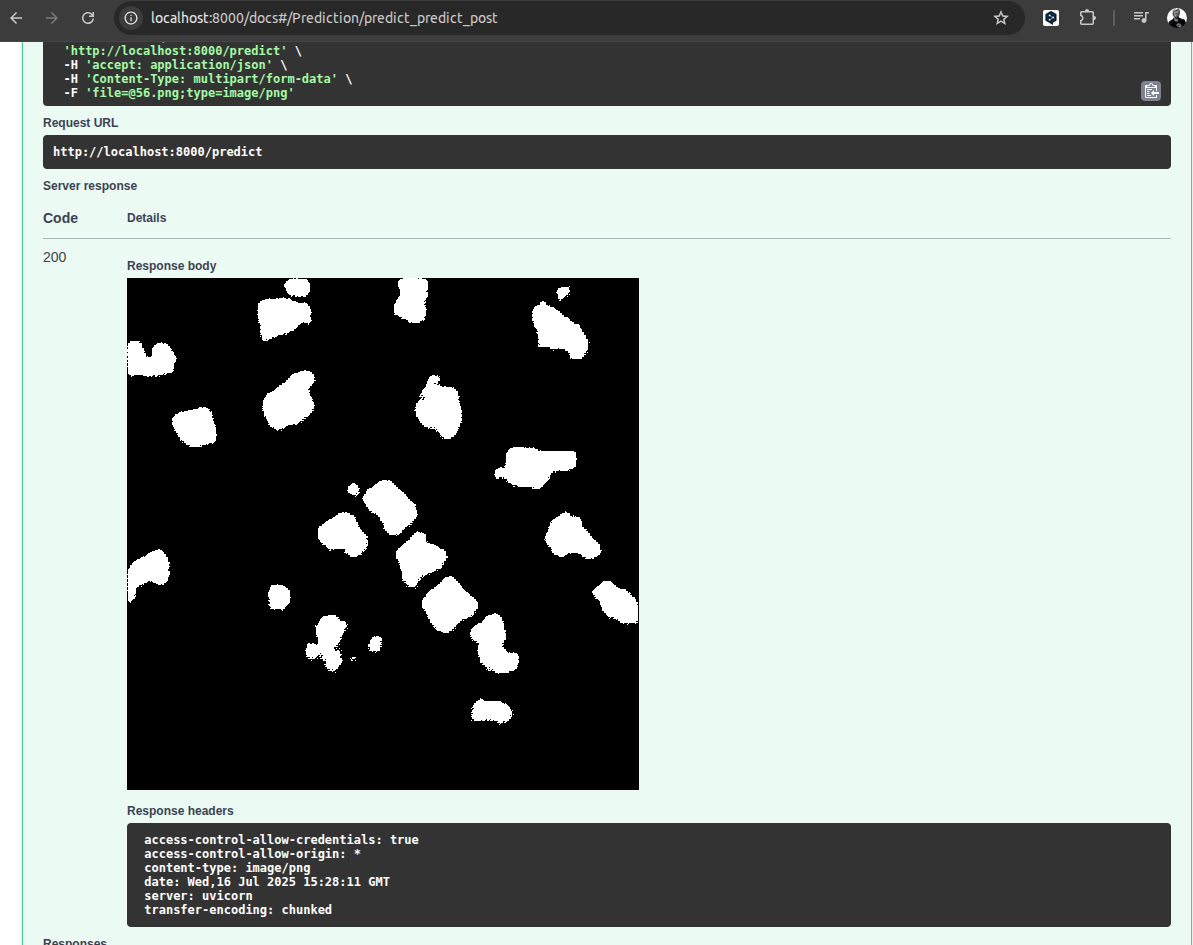 localhost:8000/docs#/Prediction/predict_predict_post
'http://localhost:8000/predict' \
-H 'accept: application/json' \
-H 'Content-Type: multipart/form-data' \
-F 'file=@56.png;type=image/png'
Request URL
http://localhost:8000/predict
Server response
Code Details
200
Response body
Response headers
access-control-allow-credentials: true
access-control-allow-origin: *
content-type: image/png
date: Wed,16 Jul 2025 15:28:11 GMT
server: uvicorn
transfer-encoding: chunked
Responses